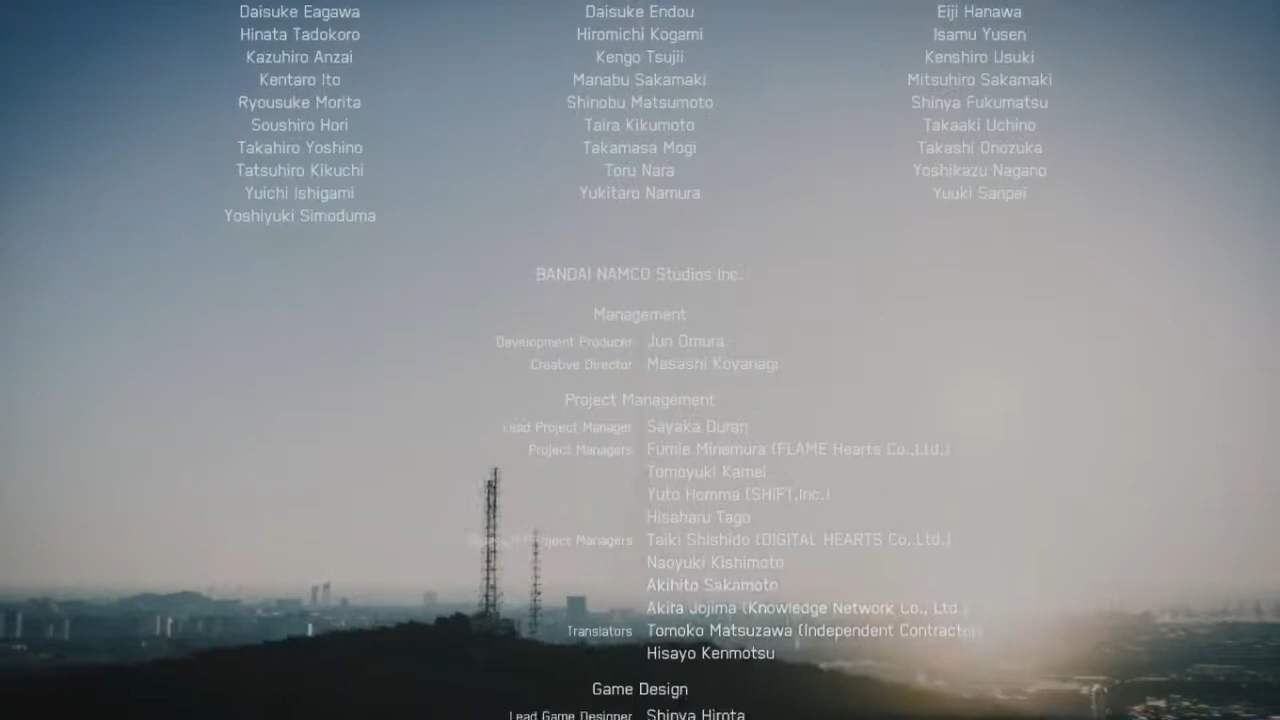 Daisuke Eagawa Daisuke Endou Eiji Hanawa
Hinata Tadokoro Hiromichi Kogami Isamu Yusen
Kazuhiro Anzai Kengo Tsujii Kenshiro Usuki
Kentaro Ito Manabu Sakamaki Mitsuhiro Sakamaki
Ryousuke Morita Shinobu Matsumoto Shinya Fukumatsu
Soushiro Hori Taira Kikumoto Takaaki Uchino
Takahiro Yoshino Takamasa Mogi Takashi Onozuka
Tatsuhiro Kikuchi Toru Nara Yoshikazu Nagano
Yuichi Ishigami Yukitaro Namura Yuuki Sanpei
Yoshiyuki Simoduma
BANDAI NAMCO Studios Inc.
Management
Development Producer Jun Omura
Creative Director Masashi Koyanagi
Project Management
Lead Project Manager Sayaka Duran
Project Managers Fumie Minemura (FLAME Hearts Co.,Ltd.)
Tomoyuki Kamei
Yuto Homma (SHIFT,Inc.)
Hisaharu Tago
Project Managers Taiki Shishido (DIGITAL HEARTS Co.,Ltd.)
Naoyuki Kishimoto
Akihito Sakamoto
Akira Jojima (Knowledge Network Co., Ltd.)
Translators Tomoko Matsuzawa (Independent Contractor)
Hisayo Kenmotsu
Game Design
Lead Game Designer Shinya Hirota